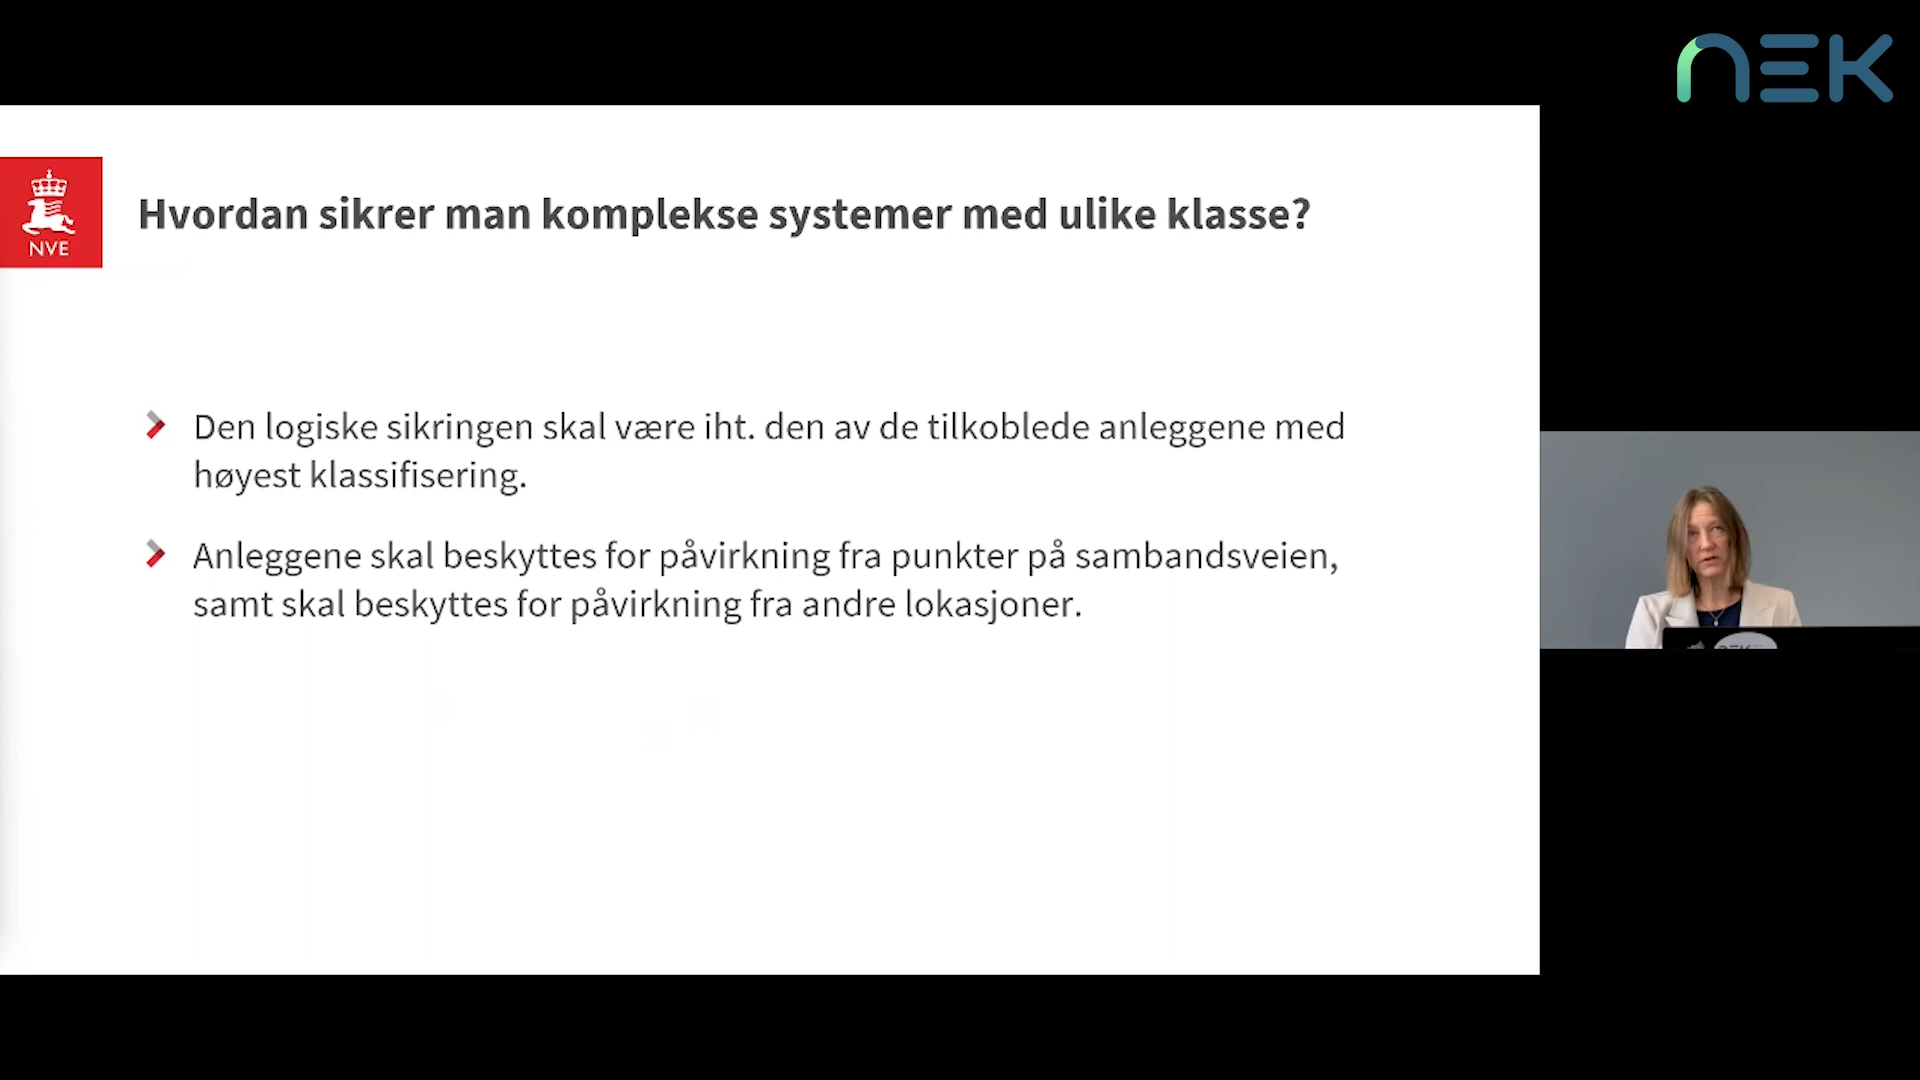 NEK
NVE
Hvordan sikrer man komplekse systemer med ulike klasse?
Den logiske sikringen skal være iht. den av de tilkoblede anleggene med
høyest klassifisering.
Anleggene skal beskyttes for påvirkning fra punkter på sambandsveien,
samt skal beskyttes for påvirkning fra andre lokasjoner.
NEK